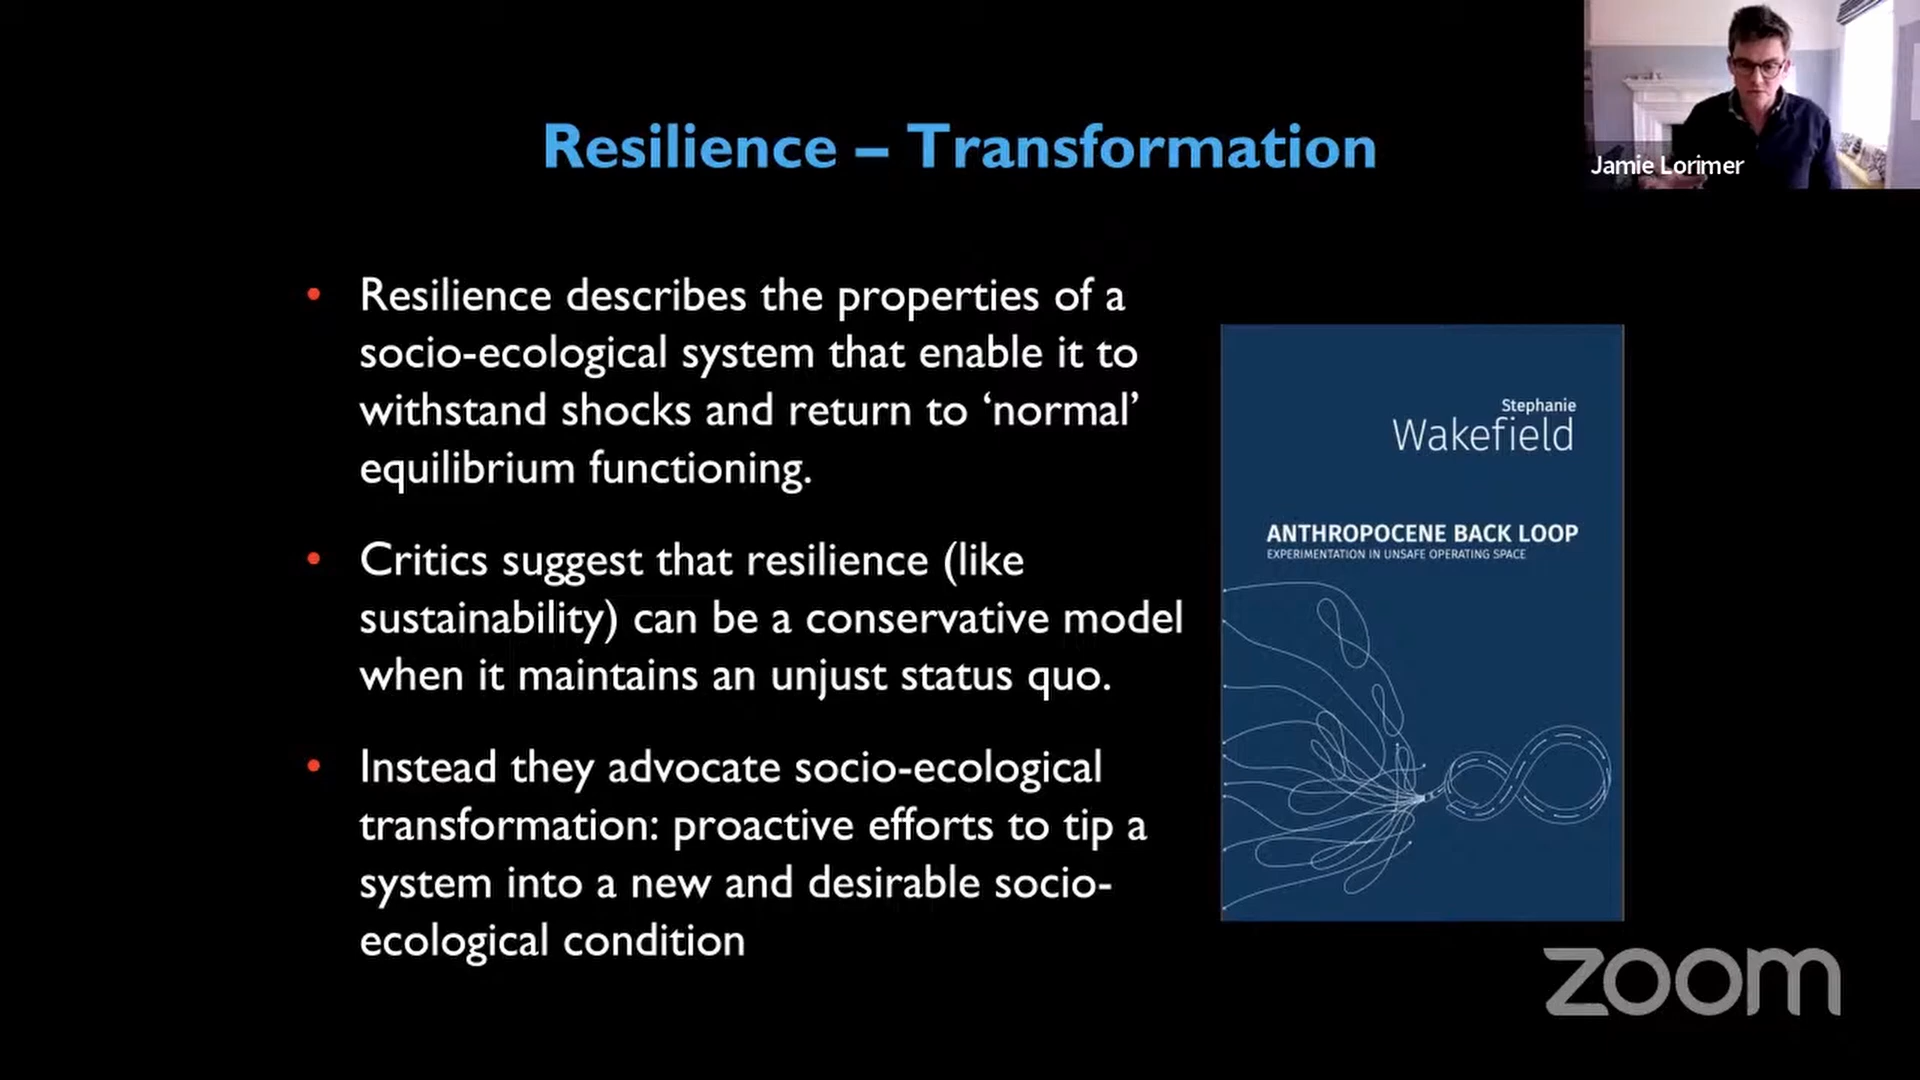 Resilience – Transformation
Jamie Lorimer
• Resilience describes the properties of a
socio-ecological system that enable it to
withstand shocks and return to ‘normal’
equilibrium functioning.
• Critics suggest that resilience (like
sustainability) can be a conservative model
when it maintains an unjust status quo.
• Instead they advocate socio-ecological
transformation: proactive efforts to tip a
system into a new and desirable socio-
ecological condition
Stephanie
Wakefield
ANTHROPOCENE BACK LOOP
EXPERIMENTATION IN UNSAFE OPERATING SPACE
zoom